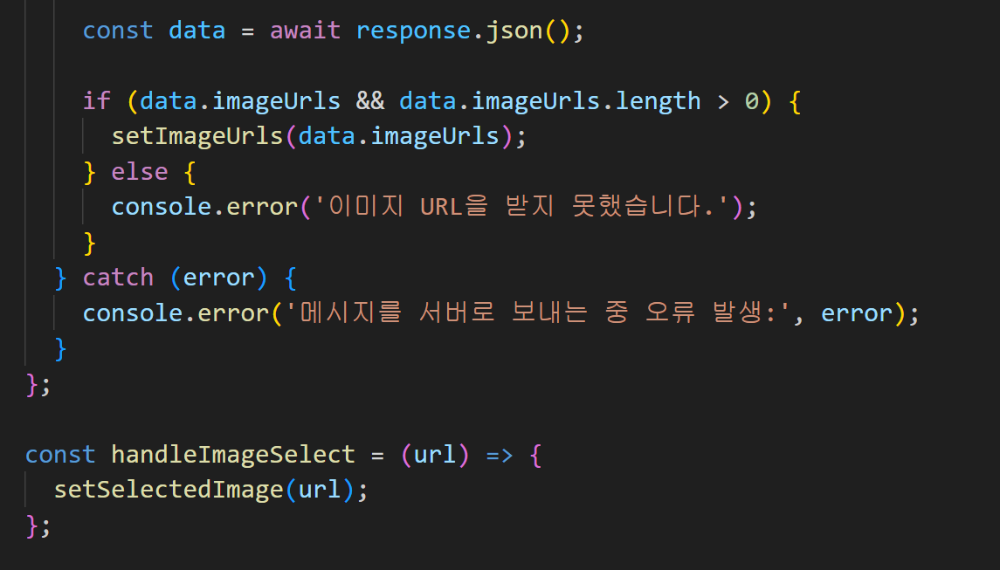 const data = await response.json();
if (data.imageUrls && data.imageUrls.length > 0) {
setImageUrls(data.imageUrls);
} else {
console.error('이미지 URL을 받지 못했습니다.');
}
} catch (error) {
console.error('메시지를 서버로 보내는 중 오류 발생:', error);
}
};
const handleImageSelect = (url) => {
setSelectedImage(url);
};